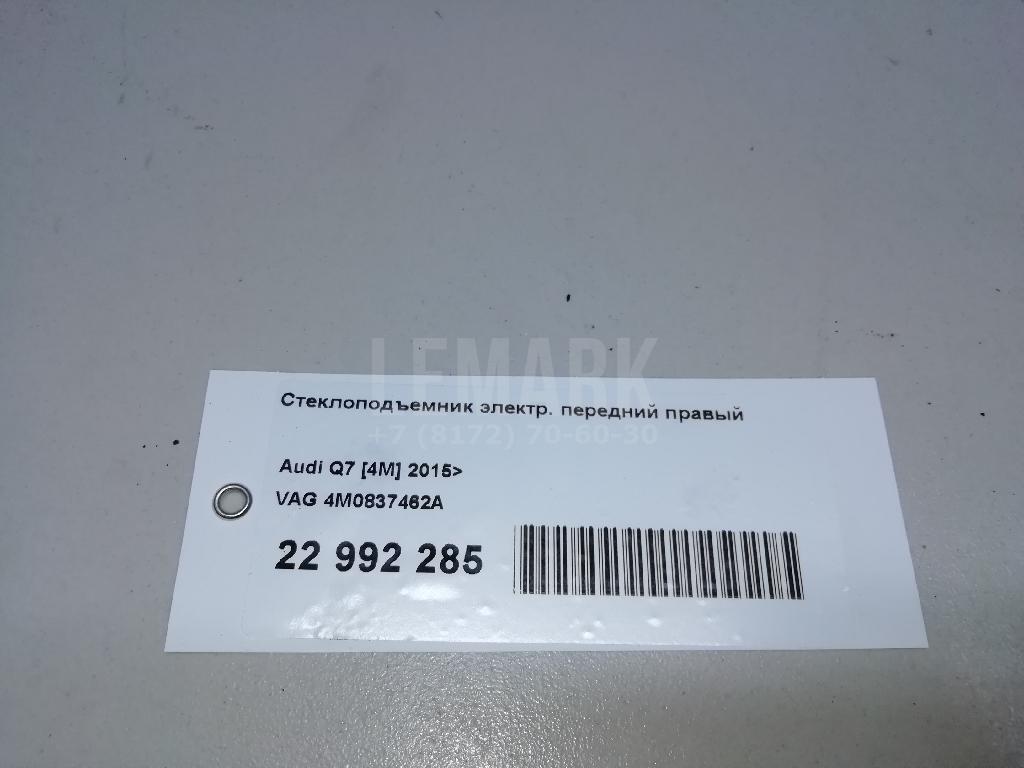 LEMARK
Стеклоподъемник электр. передний правый
+7 (8172) 70-60-30
Audi Q7 [4M] 2015>
VAG 4M0837462A
22 992 285